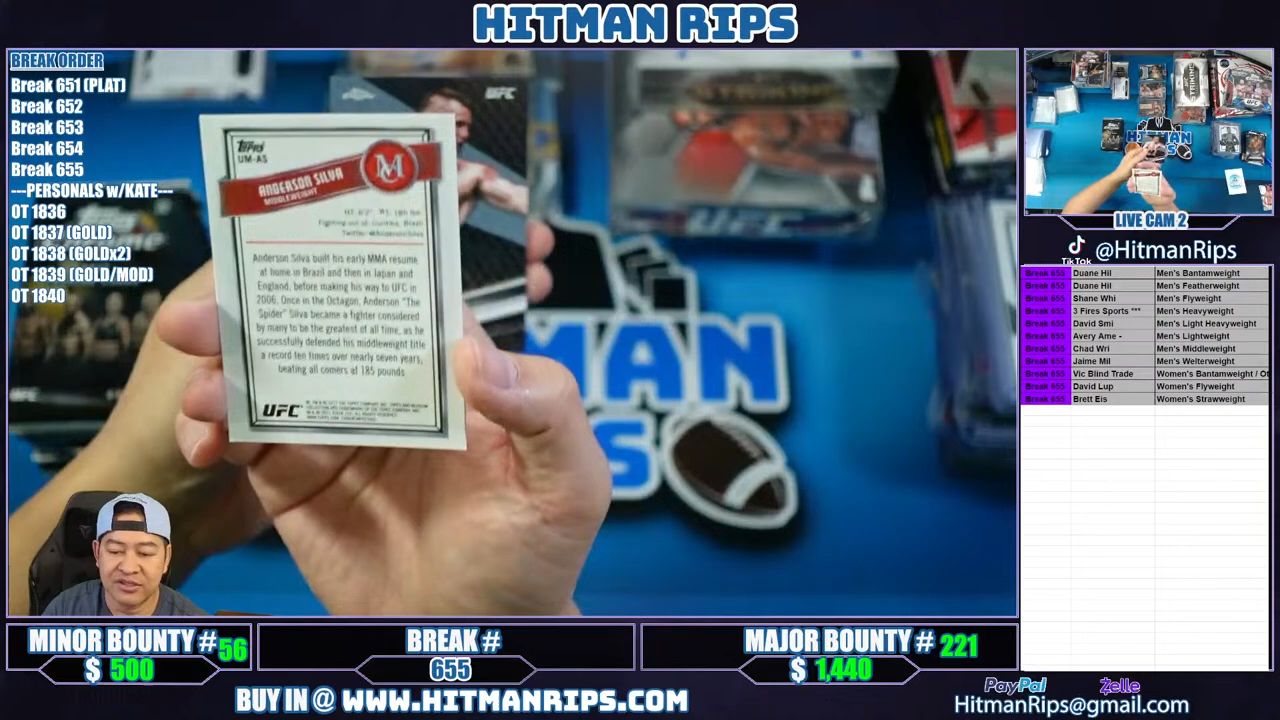 HITMAN RIPS
BREAK ORDER
Break 651 (PLAT)
Break 652
Break 653
Break 654
Break 655
---PERSONALS w/KATE---
OT 1836
OT 1837 (GOLD)
OT 1838 (GOLDx2)
OT 1839 (GOLD/MOD)
OT 1840
UFC
Topps
UM-AS
M
ANDERSON SILVA
MIDDLEWEIGHT
Anderson Silva built his early MMA resume
at home in Brazil and then in Japan and
England, before making his way to UFC in
2006. Once in the Octagon, Anderson "The
Spider" Silva became a fighter considered
by many to be the greatest of all time, as he
successfully defended his middleweight title
a record ten times over nearly seven years,
beating all comers at 185 pounds
UFC
MAN
S
LIVE CAM 2
TikTok @HitmanRips
Break 655 Duane Hil Men's Bantamweight
Break 655 Duane Hil Men's Featherweight
Break 655 Shane Whi Men's Flyweight
Break 655 3 Fires Sports *** Men's Heavyweight
Break 655 David Smi Men's Light Heavyweight
Break 655 Avery Ame - Men's Lightweight
Break 655 Chad Wri Men's Middleweight
Break 655 Jaime Mil Men's Welterweight
Break 655 Vic Blind Trade Women's Bantamweight / Ot
Break 655 David Lup Women's Flyweight
Break 655 Brett Eis Women's Strawweight
MINOR BOUNTY # 56
$ 500
BREAK #
655
MAJOR BOUNTY # 221
$ 1,440
BUY IN @ WWW.HITMANRIPS.COM
PayPal Zelle
HitmanRips@gmail.com